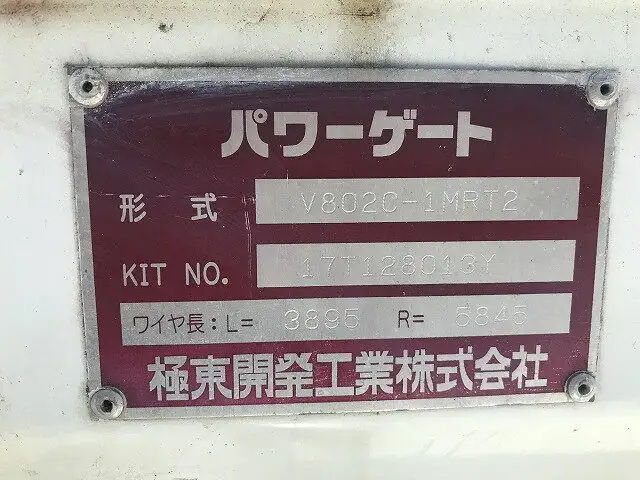 パワーゲート
形式 V802C-1MRT2
KIT NO. 17T128013Y
ワイヤ長:L= 3895 R= 5845
極東開発工業株式会社